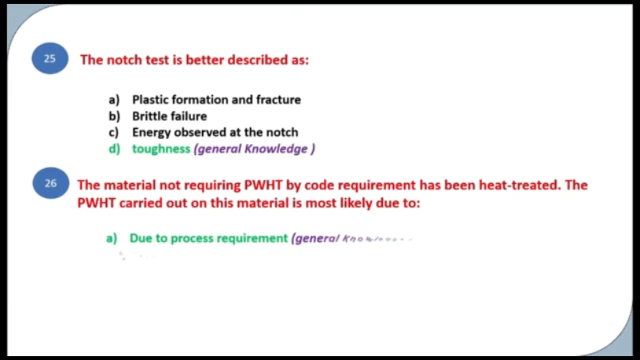 25
The notch test is better described as:
a) Plastic formation and fracture
b) Brittle failure
c) Energy observed at the notch
d) toughness (general Knowledge )
26
The material not requiring PWHT by code requirement has been heat-treated. The
PWHT carried out on this material is most likely due to:
a) Due to process requirement (general